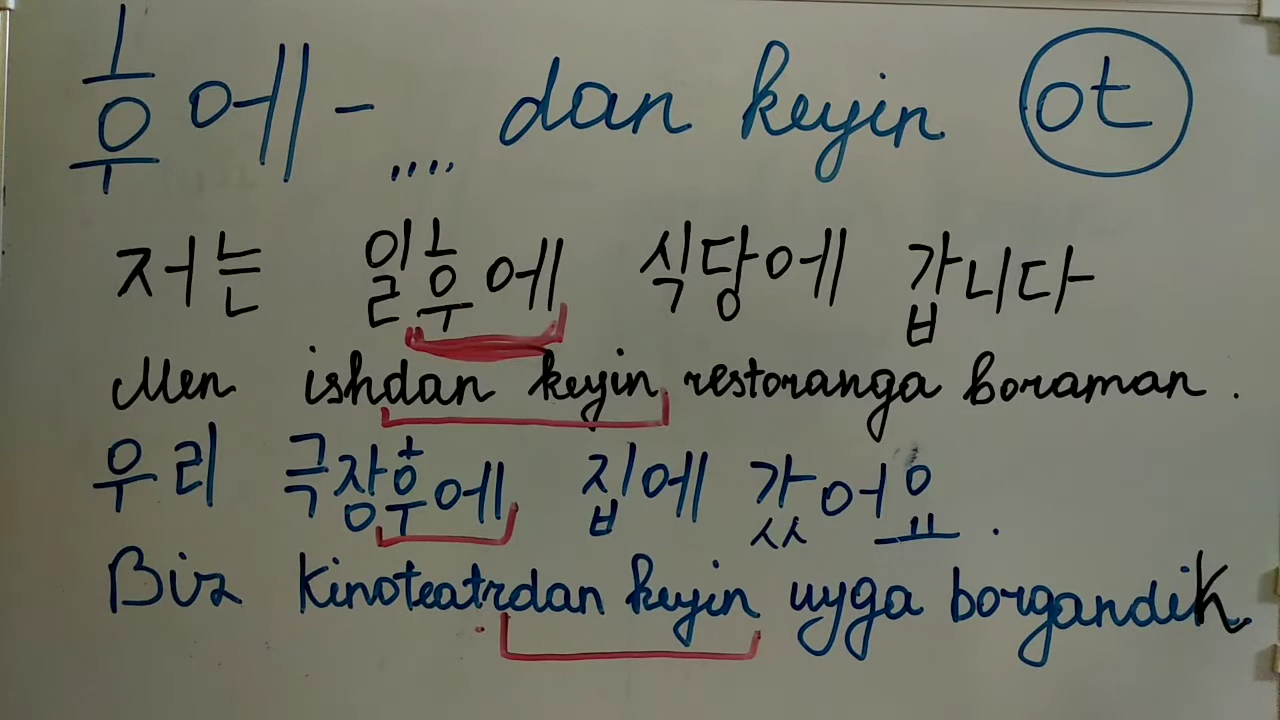 후에 - .... dan keyin ot
저는 일후에 식당에 갑니다
Men ishdan keyin restoranga boraman .
우리 극장후에 집에 갔어요 .
Biz kinoteatrdan keyin uyga borgandik